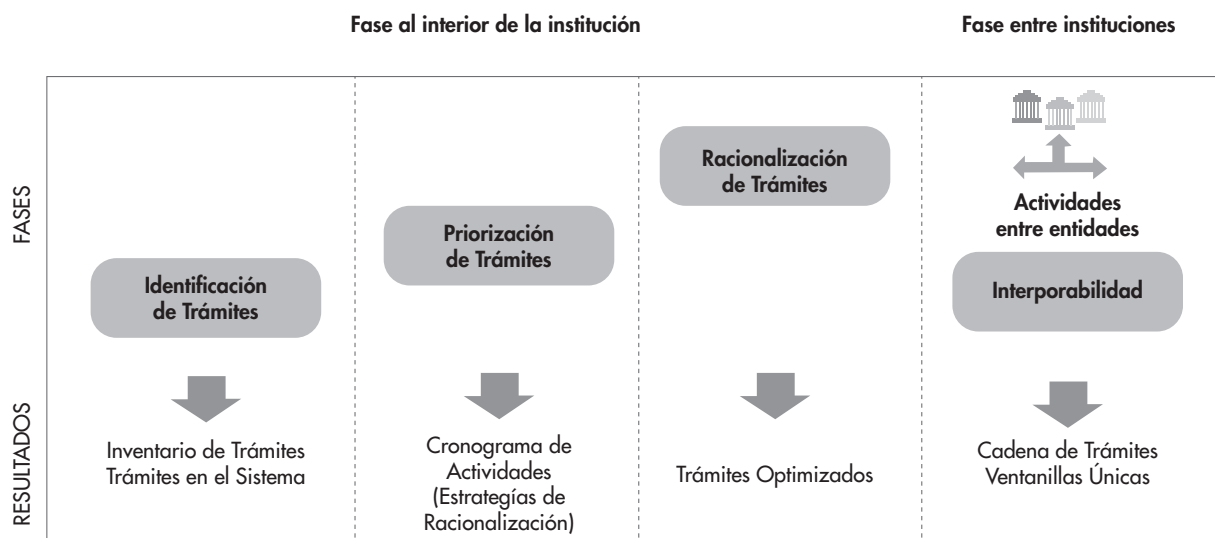 Fase al interior de la institución
Fase entre instituciones
FASES
Identificación
de Trámites
Priorización
de Trámites
Racionalización
de Trámites
Actividades
entre entidades
Interporabilidad
RESULTADOS
Inventario de Trámites
Trámites en el Sistema
Cronograma de
Actividades
(Estrategías de
Racionalización)
Trámites Optimizados
Cadena de Trámites
Ventanillas Únicas